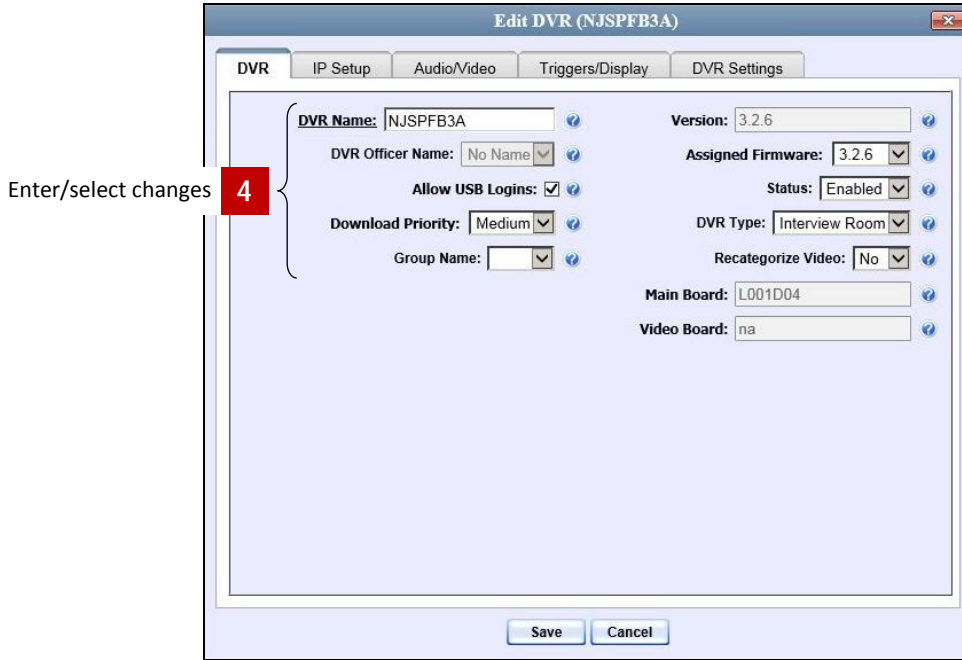 Edit DVR (NJSPFB3A)
DVR IP Setup Audio/Video Triggers/Display DVR Settings
DVR Name: NJSPFB3A Version: 3.2.6
DVR Officer Name: No Name Assigned Firmware: 3.2.6
Enter/select changes 4 Allow USB Logins: Status: Enabled
Download Priority: Medium DVR Type: Interview Room
Group Name: Recategorize Video: No
Main Board: L001D04
Video Board: na
Save Cancel